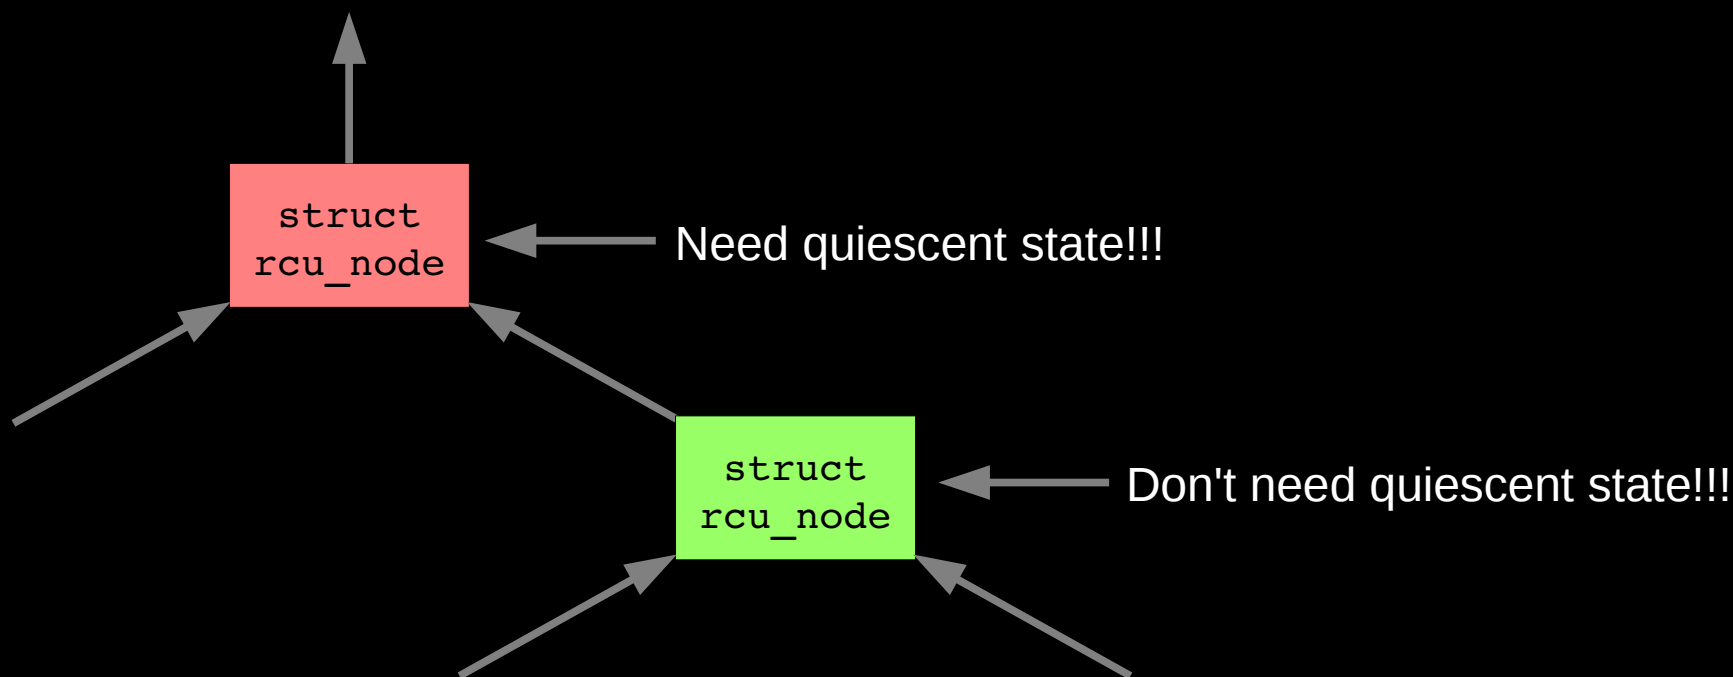 struct
rcu_node
Need quiescent state!!!
struct
rcu_node
Don't need quiescent state!!!